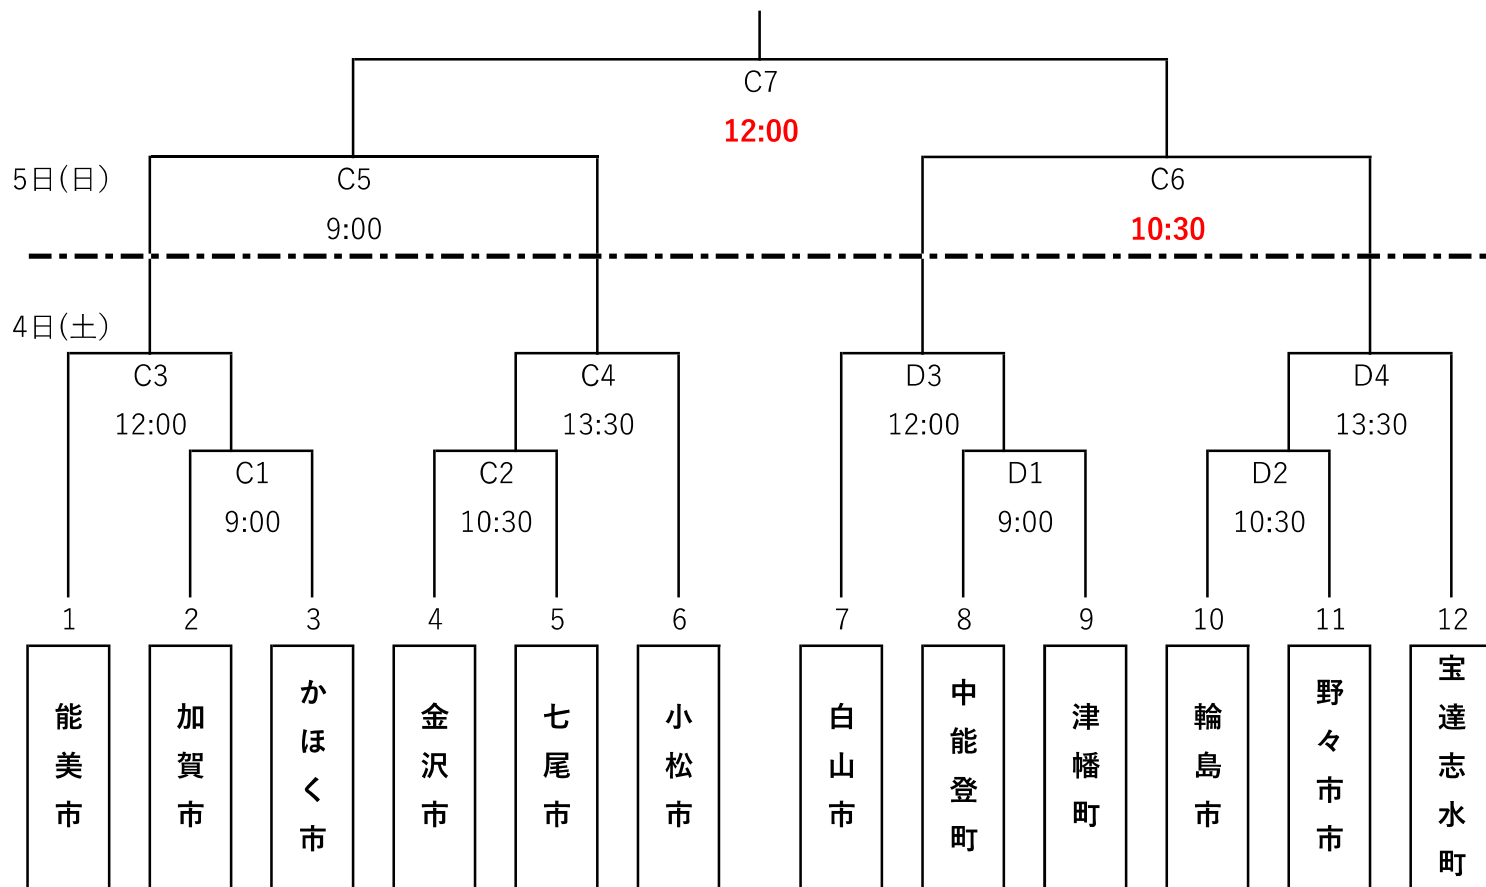 C7
12:00
5日(日)
C5
C6
9:00
10:30
4日(土)
C3
C4
D3
D4
12:00
13:30
12:00
13:30
C1
C2
D1
D2
9:00
10:30
9:00
10:30
1
2
3
4
5
6
7
8
9
10
11
12
能美市
加賀市
かほく市
金沢市
七尾市
小松市
白山市
中能登町
津幡町
輪島市
野々市市
宝達志水町